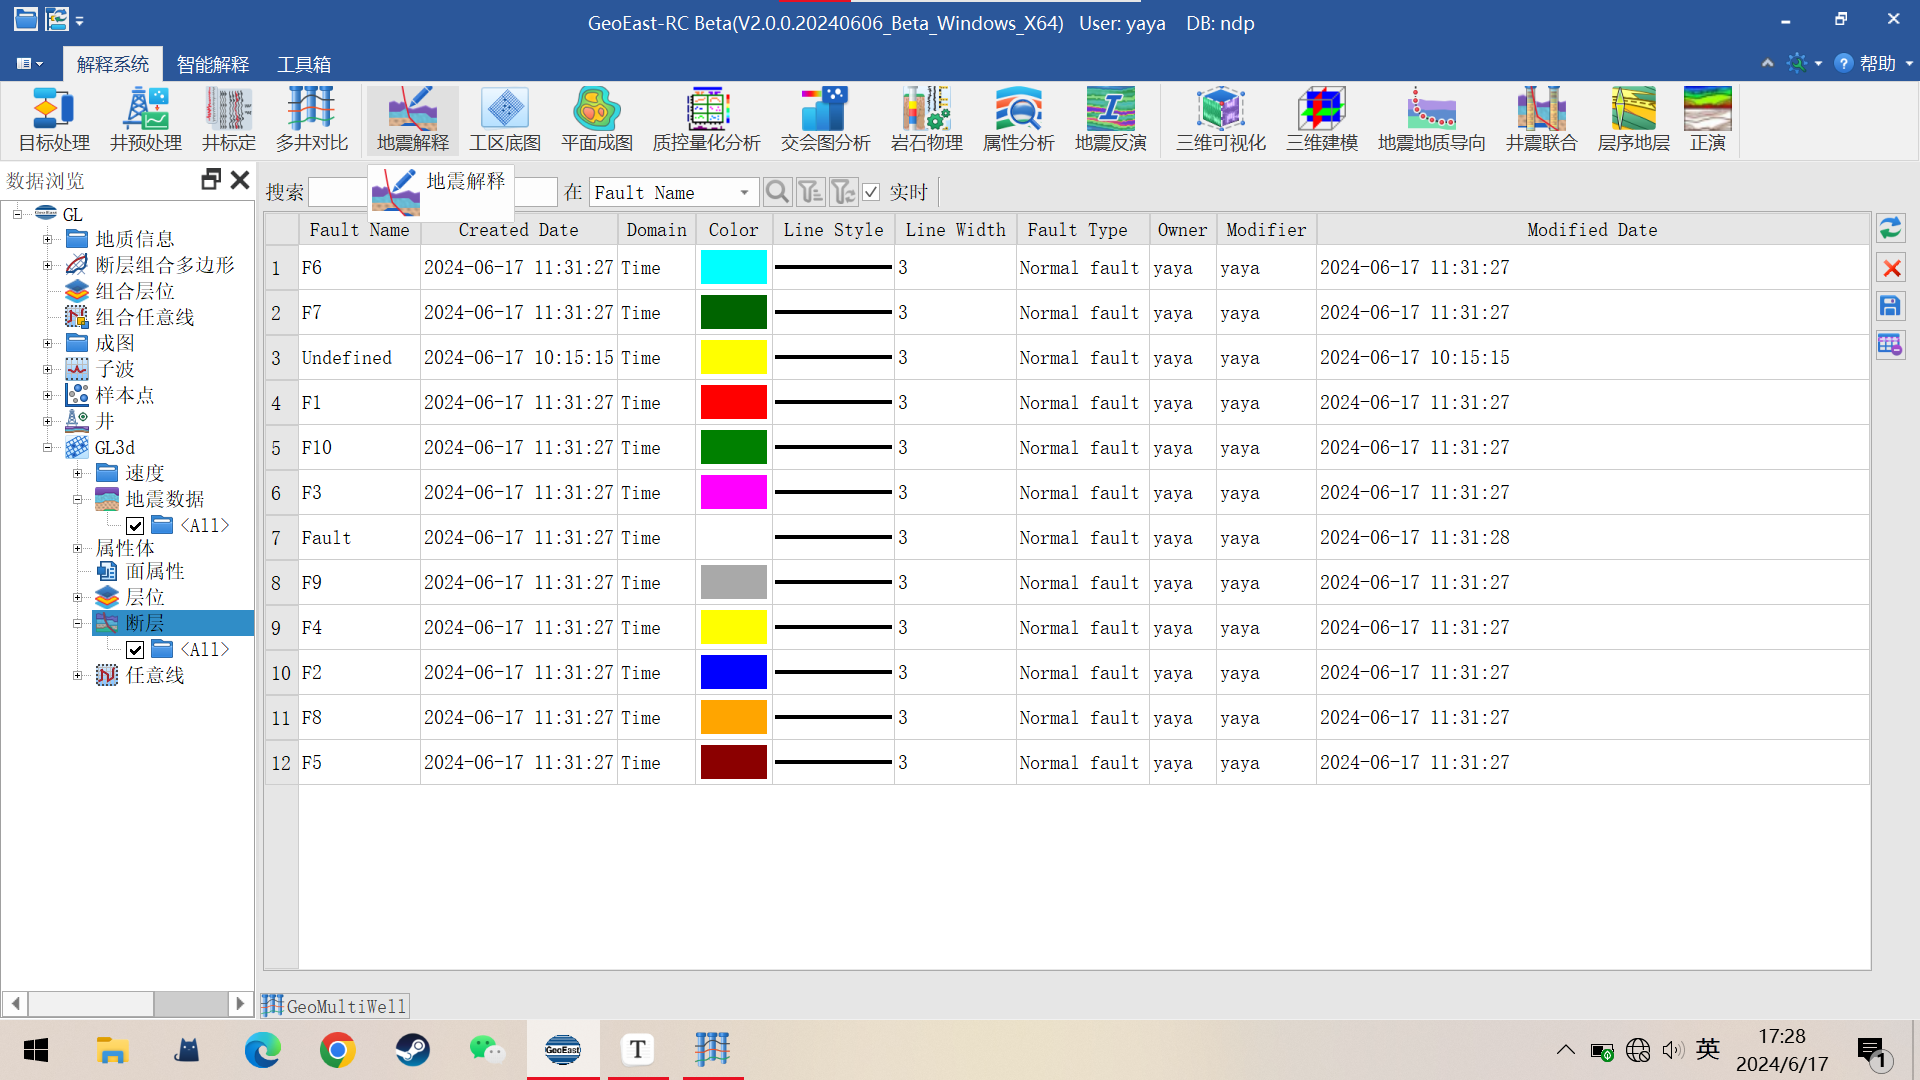 GeoEast-RC Beta(V2.0.0.20240606_Beta_Windows_X64) User: yaya DB: ndp
解释系统 智能解释 工具箱 帮助
目标处理 井预处理 井标定 多井对比 地震解释 工区底图 平面成图 质控量化分析 交会图分析 岩石物理 属性分析 地震反演 三维可视化 三维建模 地震地质导向 井震联合 层序地层 正演
数据浏览
GL
地质信息
断层组合多边形
组合层位
组合任意线
成图
子波
样本点
井
GL3d
速度
地震数据
<All>
属性体
面属性
层位
断层
<All>
任意线
搜索 地震解释 在 Fault Name 实时
Fault Name Created Date Domain Color Line Style Line Width Fault Type Owner Modifier Modified Date
1 F6 2024-06-17 11:31:27 Time 3 Normal fault yaya yaya 2024-06-17 11:31:27
2 F7 2024-06-17 11:31:27 Time 3 Normal fault yaya yaya 2024-06-17 11:31:27
3 Undefined 2024-06-17 10:15:15 Time 3 Normal fault yaya yaya 2024-06-17 10:15:15
4 F1 2024-06-17 11:31:27 Time 3 Normal fault yaya yaya 2024-06-17 11:31:27
5 F10 2024-06-17 11:31:27 Time 3 Normal fault yaya yaya 2024-06-17 11:31:27
6 F3 2024-06-17 11:31:27 Time 3 Normal fault yaya yaya 2024-06-17 11:31:27
7 Fault 2024-06-17 11:31:27 Time 3 Normal fault yaya yaya 2024-06-17 11:31:28
8 F9 2024-06-17 11:31:27 Time 3 Normal fault yaya yaya 2024-06-17 11:31:27
9 F4 2024-06-17 11:31:27 Time 3 Normal fault yaya yaya 2024-06-17 11:31:27
10 F2 2024-06-17 11:31:27 Time 3 Normal fault yaya yaya 2024-06-17 11:31:27
11 F8 2024-06-17 11:31:27 Time 3 Normal fault yaya yaya 2024-06-17 11:31:27
12 F5 2024-06-17 11:31:27 Time 3 Normal fault yaya yaya 2024-06-17 11:31:27
GeoMultiWell
GeoEast T 英 17:28
2024/6/17 1